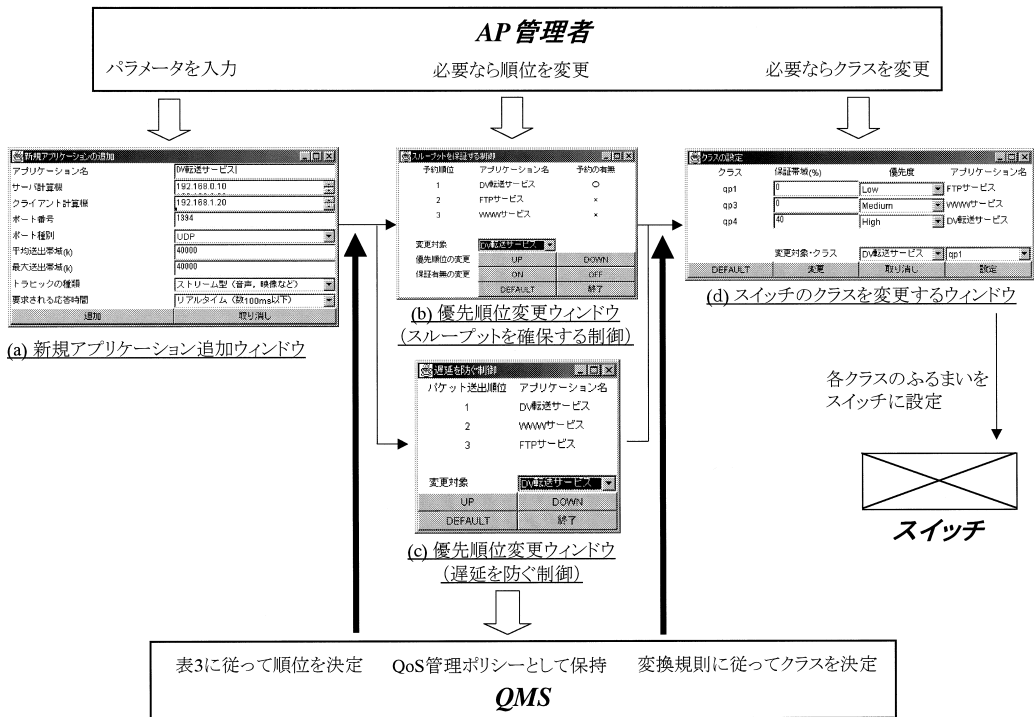 AP管理者
パラメータを入力
必要なら順位を変更
必要ならクラスを変更
新規アプリケーションの追加
アプリケーション名 DV転送サービス
サーバ計算機 192.168.0.10
クライアント計算機 192.168.1.20
ポート番号 1394
ポート種別 UDP
平均送出帯域(k) 40000
最大送出帯域(k) 40000
トラヒックの種類 ストリーム型（音声，映像など）
要求される応答時間 リアルタイム（数100ms以下）
追加 取り消し
(a) 新規アプリケーション追加ウィンドウ
スループットを保証する制御
予約順位 アプリケーション名 予約の有無
1 DV転送サービス ○
2 FTPサービス ×
3 WWWサービス ×
変更対象 DV転送サービス
優先順位の変更 UP DOWN
保証有無の変更 ON OFF
DEFAULT 終了
(b) 優先順位変更ウィンドウ
（スループットを確保する制御）
遅延を防ぐ制御
パケット送出順位 アプリケーション名
1 DV転送サービス
2 WWWサービス
3 FTPサービス
変更対象 DV転送サービス
UP DOWN
DEFAULT 終了
(c) 優先順位変更ウィンドウ
（遅延を防ぐ制御）
クラスの設定
クラス 保証帯域(%) 優先度 アプリケーション名
qp1 0 Low FTPサービス
qp3 0 Medium WWWサービス
qp4 40 High DV転送サービス
変更対象・クラス DV転送サービス qp1
DEFAULT 変更 取り消し 設定
(d) スイッチのクラスを変更するウィンドウ
各クラスのふるまいを
スイッチに設定
スイッチ
表3に従って順位を決定
QoS管理ポリシーとして保持
変換規則に従ってクラスを決定
QMS